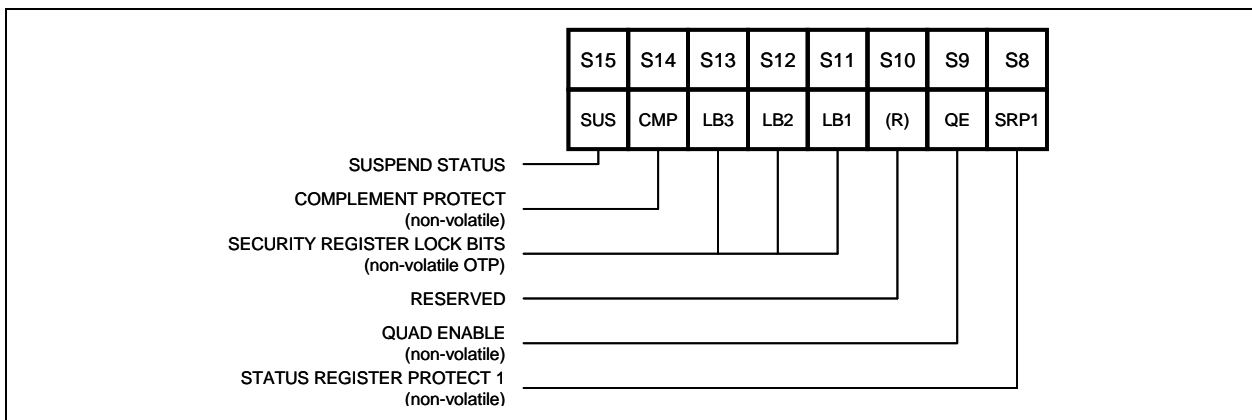 S15 S14 S13 S12 S11 S10 S9 S8
SUS CMP LB3 LB2 LB1 (R) QE SRP1
SUSPEND STATUS
COMPLEMENT PROTECT
(non-volatile)
SECURITY REGISTER LOCK BITS
(non-volatile OTP)
RESERVED
QUAD ENABLE
(non-volatile)
STATUS REGISTER PROTECT 1
(non-volatile)